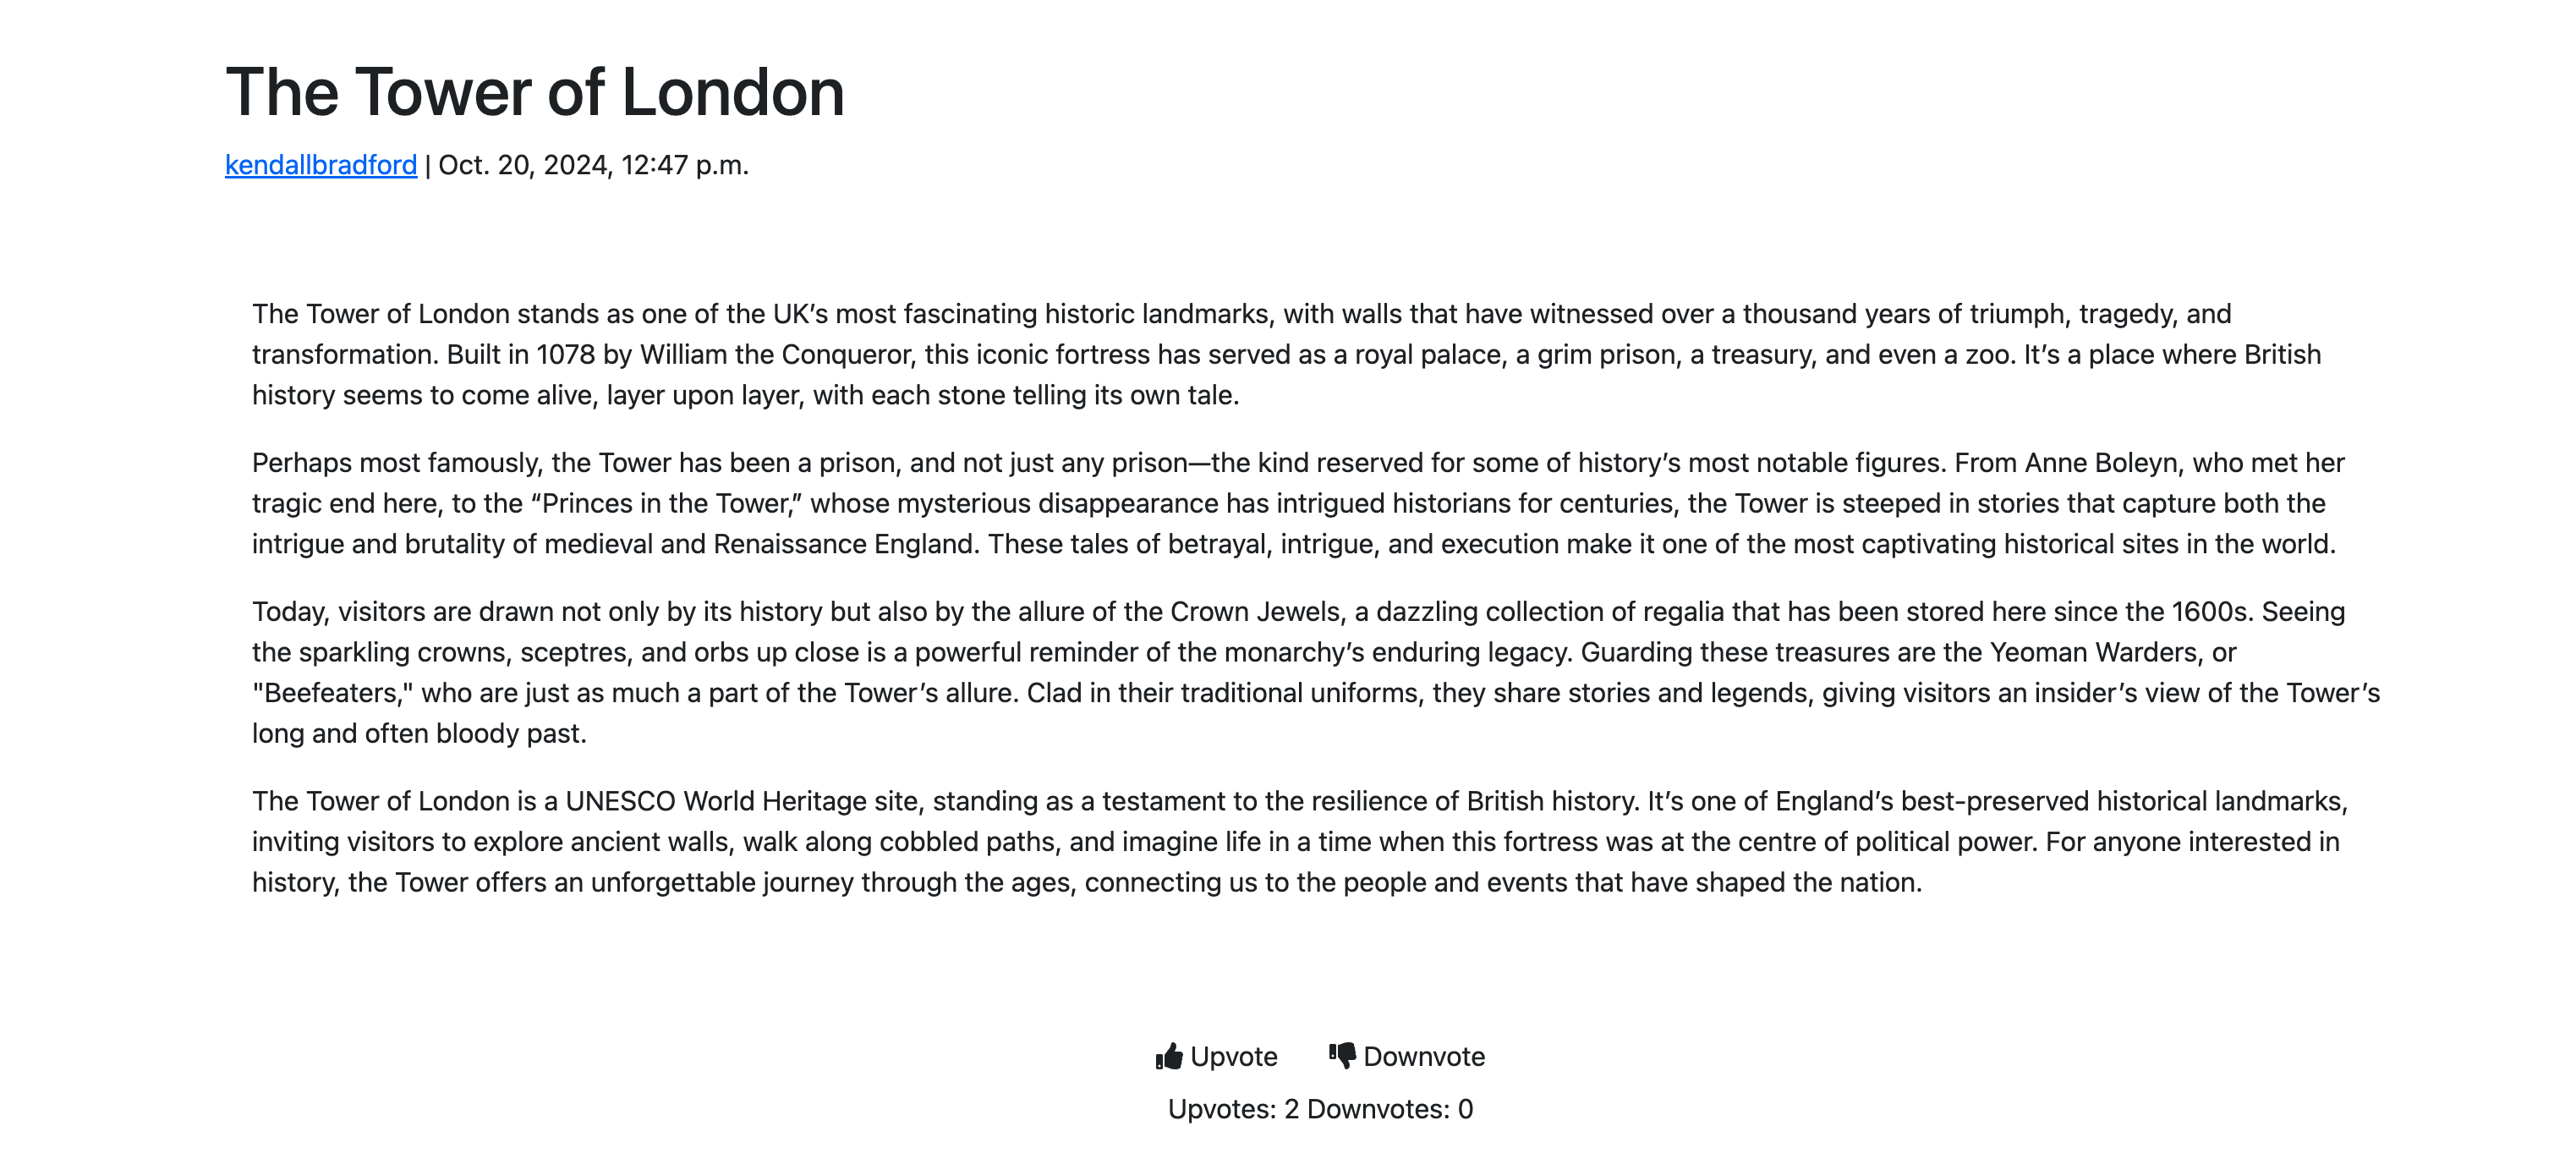 The Tower of London
kendallbradford | Oct. 20, 2024, 12:47 p.m.
The Tower of London stands as one of the UK’s most fascinating historic landmarks, with walls that have witnessed over a thousand years of triumph, tragedy, and
transformation. Built in 1078 by William the Conqueror, this iconic fortress has served as a royal palace, a grim prison, a treasury, and even a zoo. It’s a place where British
history seems to come alive, layer upon layer, with each stone telling its own tale.
Perhaps most famously, the Tower has been a prison, and not just any prison—the kind reserved for some of history’s most notable figures. From Anne Boleyn, who met her
tragic end here, to the “Princes in the Tower,” whose mysterious disappearance has intrigued historians for centuries, the Tower is steeped in stories that capture both the
intrigue and brutality of medieval and Renaissance England. These tales of betrayal, intrigue, and execution make it one of the most captivating historical sites in the world.
Today, visitors are drawn not only by its history but also by the allure of the Crown Jewels, a dazzling collection of regalia that has been stored here since the 1600s. Seeing
the sparkling crowns, sceptres, and orbs up close is a powerful reminder of the monarchy’s enduring legacy. Guarding these treasures are the Yeoman Warders, or
"Beefeaters," who are just as much a part of the Tower’s allure. Clad in their traditional uniforms, they share stories and legends, giving visitors an insider’s view of the Tower’s
long and often bloody past.
The Tower of London is a UNESCO World Heritage site, standing as a testament to the resilience of British history. It’s one of England’s best-preserved historical landmarks,
inviting visitors to explore ancient walls, walk along cobbled paths, and imagine life in a time when this fortress was at the centre of political power. For anyone interested in
history, the Tower offers an unforgettable journey through the ages, connecting us to the people and events that have shaped the nation.
Upvote Downvote
Upvotes: 2 Downvotes: 0